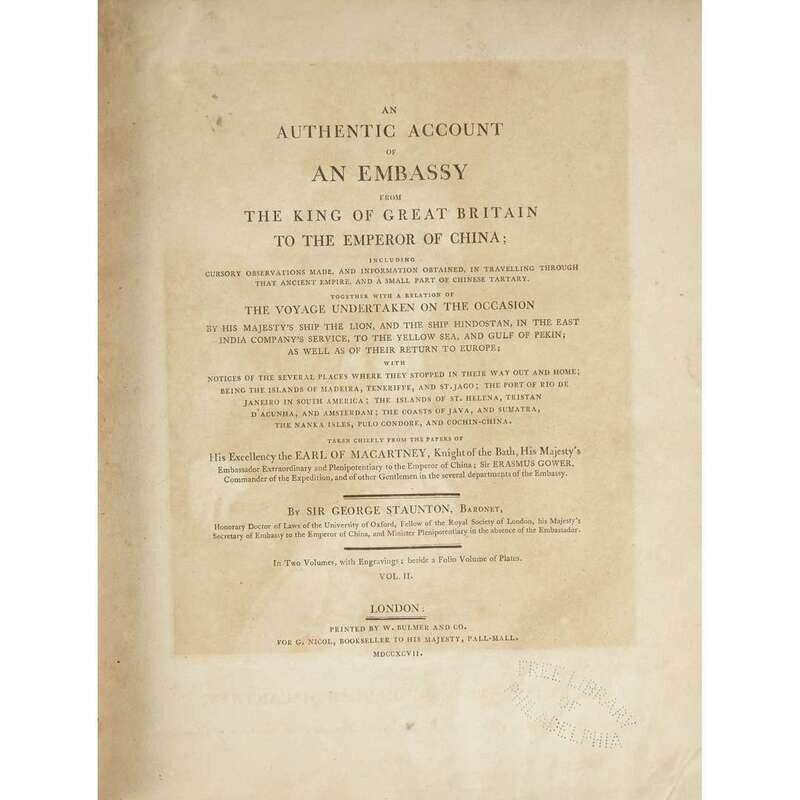 AN
AUTHENTIC ACCOUNT
OF
AN EMBASSY
FROM
THE KING OF GREAT BRITAIN
TO THE EMPEROR OF CHINA;
INCLUDING
CURSORY OBSERVATIONS MADE, AND INFORMATION OBTAINED, IN TRAVELLING THROUGH
THAT ANCIENT EMPIRE, AND A SMALL PART OF CHINESE TARTARY.
TOGETHER WITH A RELATION OF
THE VOYAGE UNDERTAKEN ON THE OCCASION
BY HIS MAJESTY'S SHIP THE LION, AND THE SHIP HINDOSTAN, IN THE EAST
INDIA COMPANY'S SERVICE, TO THE YELLOW SEA, AND GULF OF PEKIN;
AS WELL AS OF THEIR RETURN TO EUROPE;
WITH
NOTICES OF THE SEVERAL PLACES WHERE THEY STOPPED IN THEIR WAY OUT AND HOME;
BEING THE ISLANDS OF MADEIRA, TENERIFFE, AND ST. JAGO; THE PORT OF RIO DE
JANEIRO IN SOUTH AMERICA; THE ISLANDS OF ST. HELENA, TRISTAN
D'ACUNHA, AND AMSTERDAM; THE COASTS OF JAVA, AND SUMATRA,
THE NANKA ISLES, PULO CONDORE, AND COCHIN-CHINA.
TAKEN CHIEFLY FROM THE PAPERS OF
His Excellency the EARL OF MACARTNEY, Knight of the Bath, His Majesty's
Embassador Extraordinary and Plenipotentiary to the Emperor of China; Sir ERASMUS GOWER,
Commander of the Expedition, and of other Gentlemen in the several departments of the Embassy.
By SIR GEORGE STAUNTON, BARONET,
Honorary Doctor of Laws of the University of Oxford, Fellow of the Royal Society of London, his Majesty's
Secretary of Embassy to the Emperor of China, and Minister Plenipotentiary in the absence of the Embassador.
In Two Volumes, with Engravings; beside a Folio Volume of Plates.
VOL. II.
LONDON:
PRINTED BY W. BULMER AND CO.
FOR G. NICOL, BOOKSELLER TO HIS MAJESTY, PALL-MALL.
MDCCXCVII.
FREE LIBRARY
OF
PHILADELPHIA